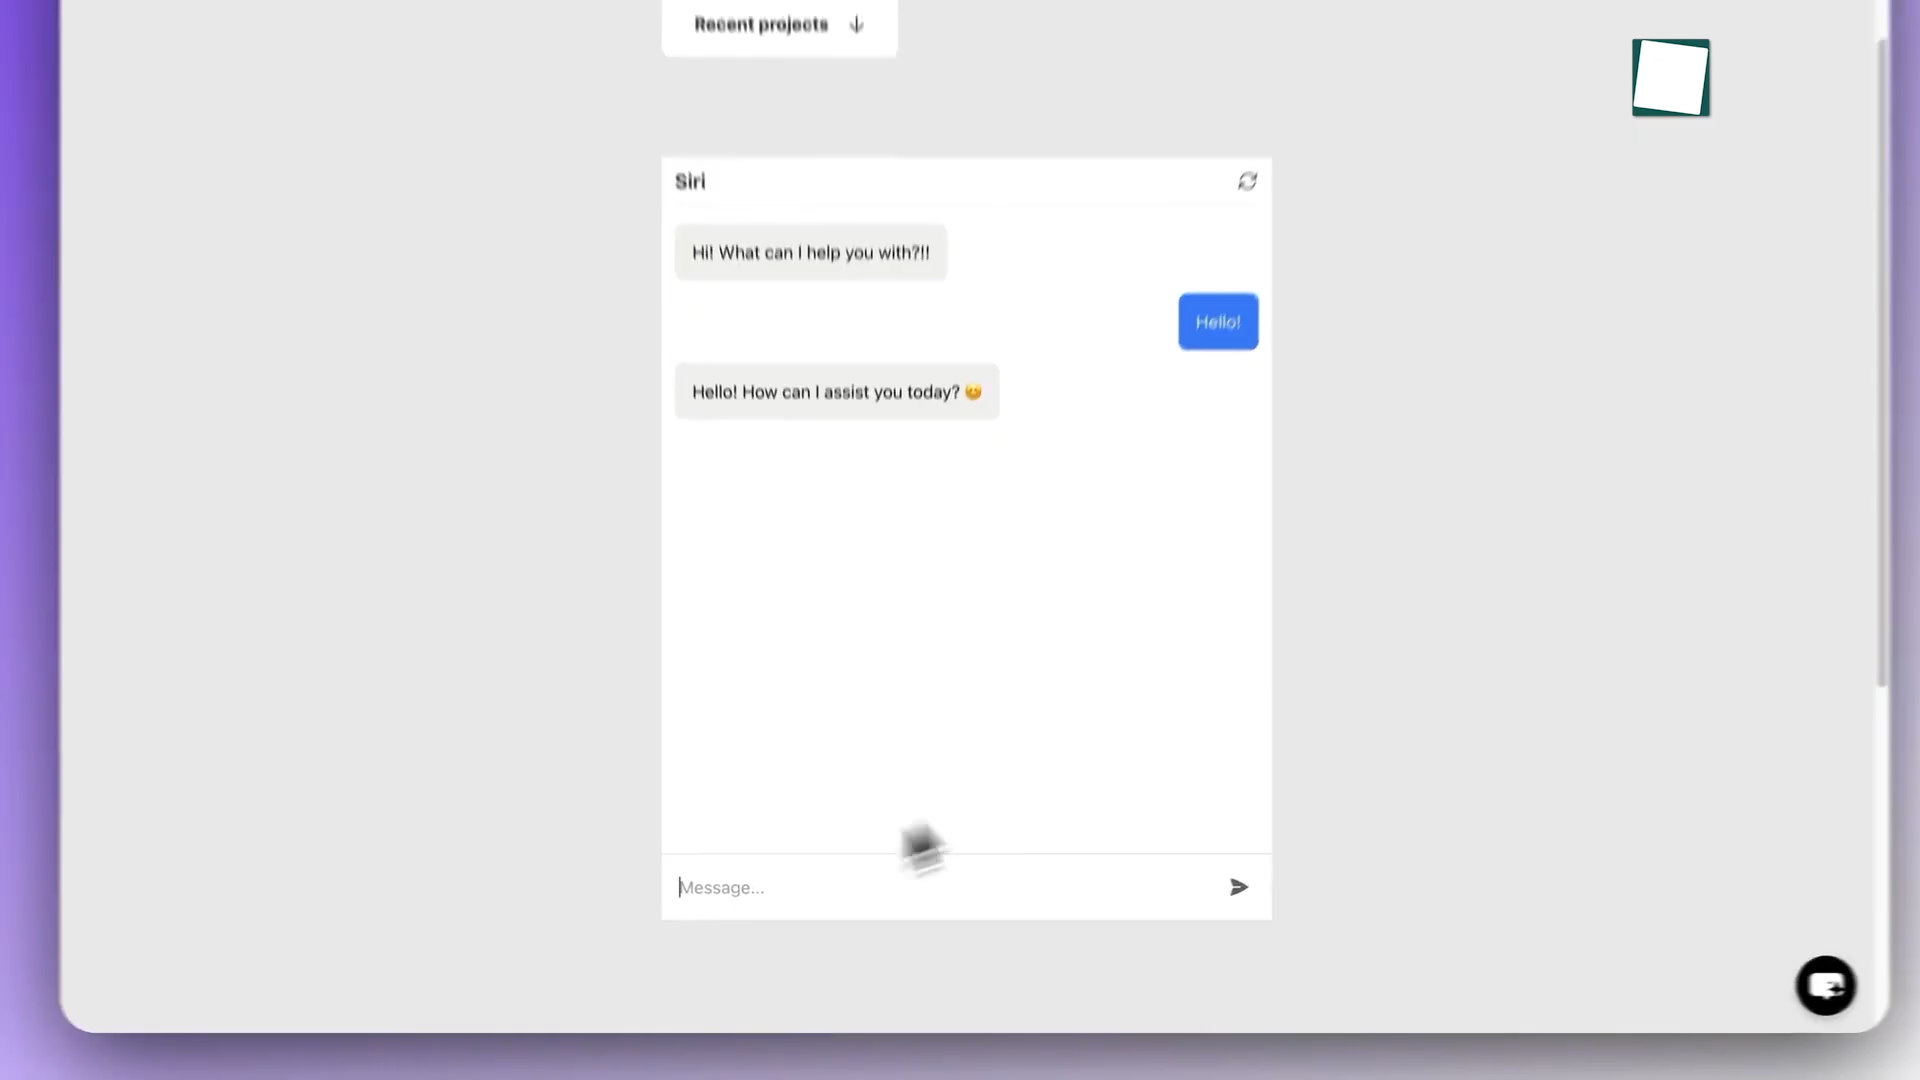 Recent projects
Siri
Hi! What can I help you with?!!
Hello!
Hello! How can I assist you today? 😊
Message...